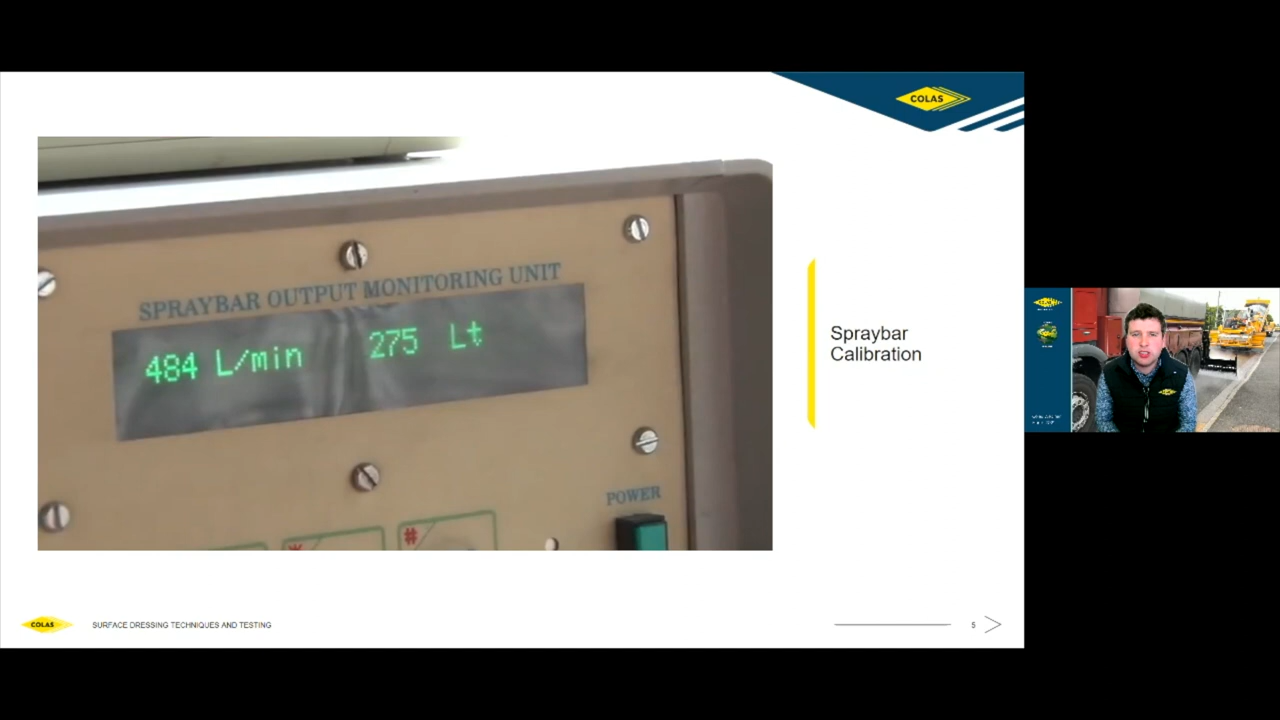 COLAS
SPRAYBAR OUTPUT MONITORING UNIT
484 L/min 275 Lt
POWER
#
Spraybar
Calibration
COLAS
SURFACE DRESSING TECHNIQUES AND TESTING
5